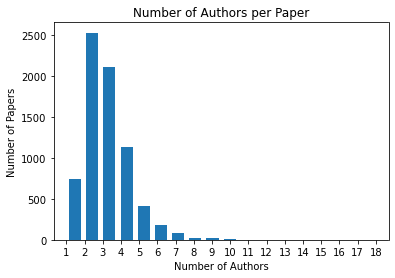 Number of Authors per Paper
Number of Papers
2500
2000
1500
1000
500
0
1 2 3 4 5 6 7 8 9 10 11 12 13 14 15 16 17 18
Number of Authors